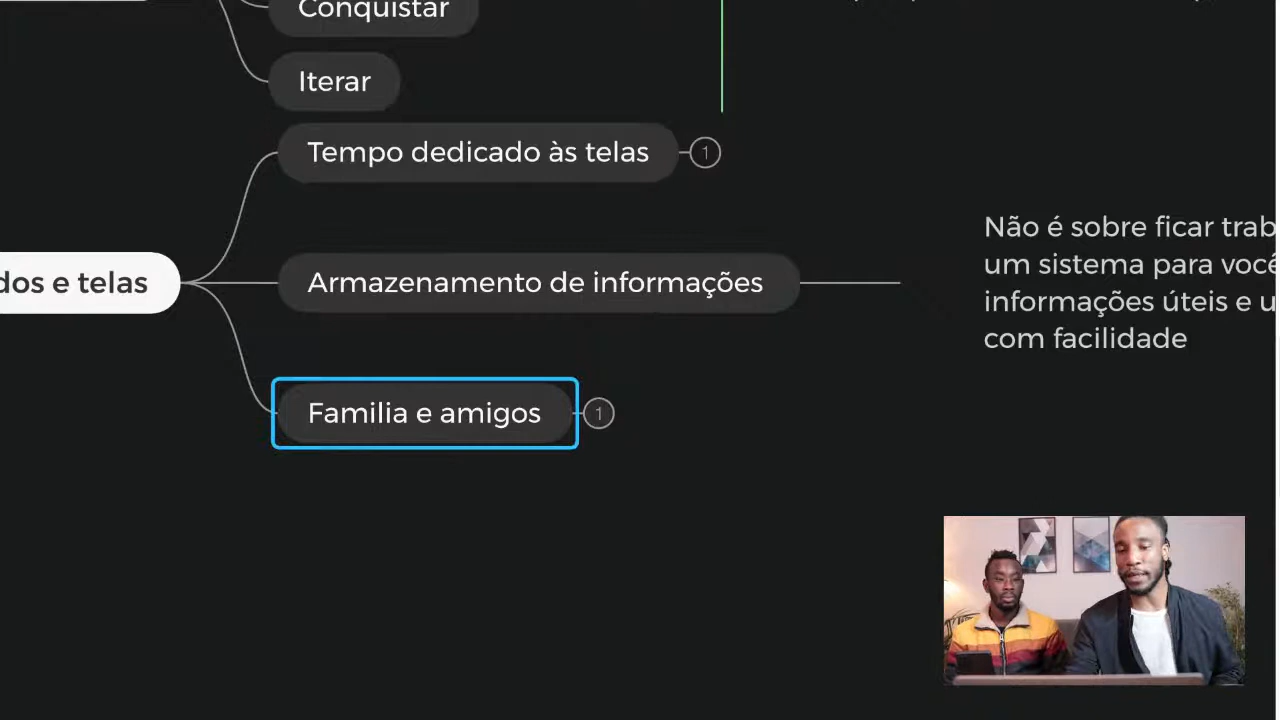 Conquistar
Iterar
Tempo dedicado às telas
1
Não é sobre ficar trab
um sistema para você
dos e telas
Armazenamento de informações
informações úteis e u
com facilidade
Familia e amigos
1